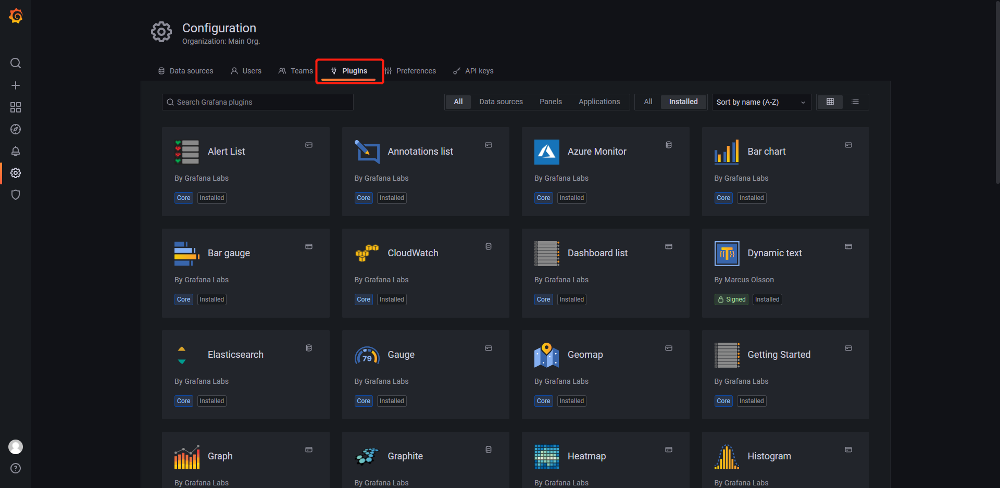 Configuration
Organization: Main Org.
Data sources Users Teams Plugins Preferences API keys
Search Grafana plugins All Data sources Panels Applications All Installed Sort by name (A-Z)
Alert List Annotations list Azure Monitor Bar chart
By Grafana Labs By Grafana Labs By Grafana Labs By Grafana Labs
Core Installed Core Installed Core Installed Core Installed
Bar gauge CloudWatch Dashboard list {{T}} Dynamic text
By Grafana Labs By Grafana Labs By Grafana Labs By Marcus Olsson
Core Installed Core Installed Core Installed Signed Installed
Elasticsearch 79 Gauge Geomap Getting Started
By Grafana Labs By Grafana Labs By Grafana Labs By Grafana Labs
Core Installed Core Installed Core Installed Core Installed
Graph Graphite Heatmap Histogram
By Grafana Labs By Grafana Labs By Grafana Labs By Grafana Labs